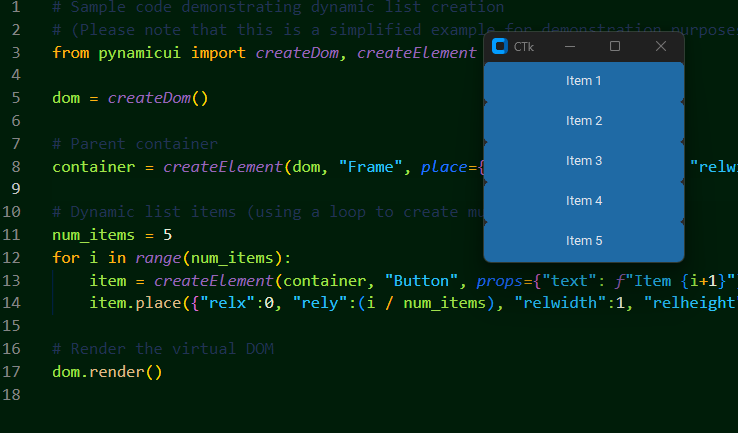 1 # Sample code demonstrating dynamic list creation
2 # (Please note that this is a simplified example for demonstration purposes
3 from pynamicui import createDom, createElement
4
5 dom = createDom()
6
7 # Parent container
8 container = createElement(dom, "Frame", place={ "relwi
9
10 # Dynamic list items (using a loop to create mu
11 num_items = 5
12 for i in range(num_items):
13 item = createElement(container, "Button", props={"text": f"Item {i+1}"
14 item.place({"relx":0, "rely":(i / num_items), "relwidth":1, "relheight
15
16 # Render the virtual DOM
17 dom.render()
18
CTk
Item 1
Item 2
Item 3
Item 4
Item 5